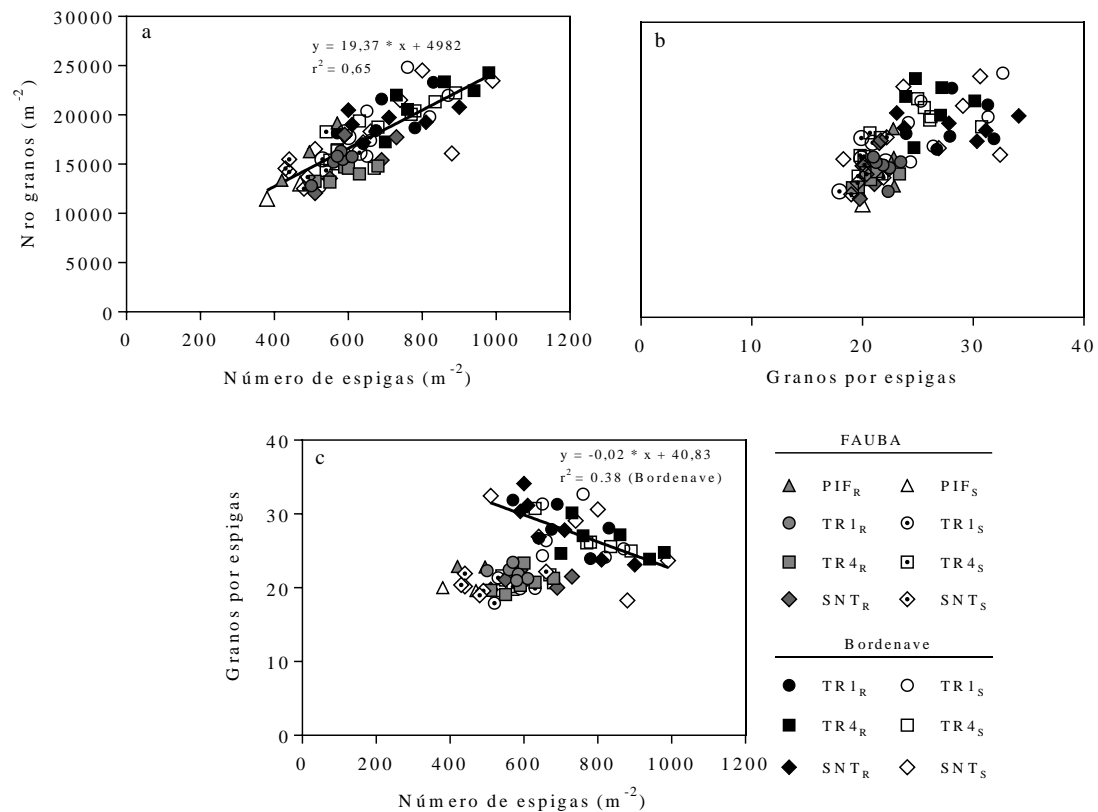 a
y = 19,37 * x + 4982
r² = 0,65
30000
25000
20000
15000
10000
5000
0
Nro granos (m⁻²)
0 200 400 600 800 1000 1200
Número de espigas (m⁻²)
b
0 10 20 30 40
Granos por espigas
c
y = -0,02 * x + 40,83
r² = 0.38 (Bordenave)
40
30
20
10
0
Granos por espigas
0 200 400 600 800 1000 1200
Número de espigas (m⁻²)
FAUBA
PIF_R PIF_S
TR1_R TR1_S
TR4_R TR4_S
SNT_R SNT_S
Bordenave
TR1_R TR1_S
TR4_R TR4_S
SNT_R SNT_S